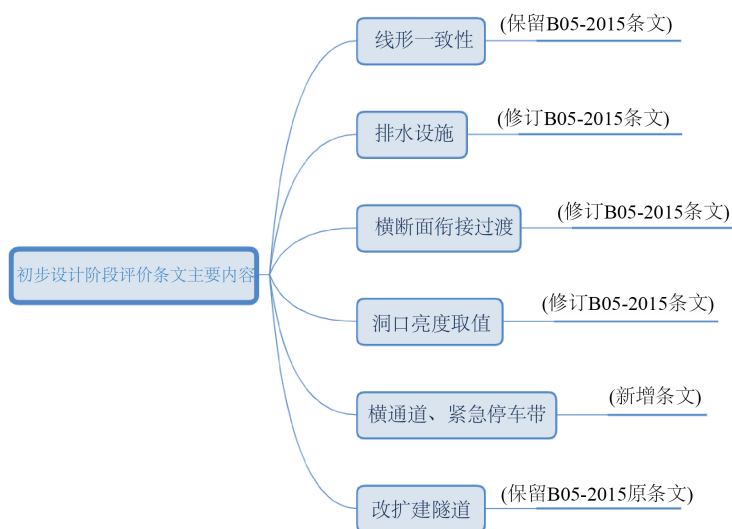 线形一致性 (保留B05-2015条文)
排水设施 (修订B05-2015条文)
横断面衔接过渡 (修订B05-2015条文)
初步设计阶段评价条文主要内容
洞口亮度取值 (修订B05-2015条文)
横通道、紧急停车带 (新增条文)
改扩建隧道 (保留B05-2015原条文)